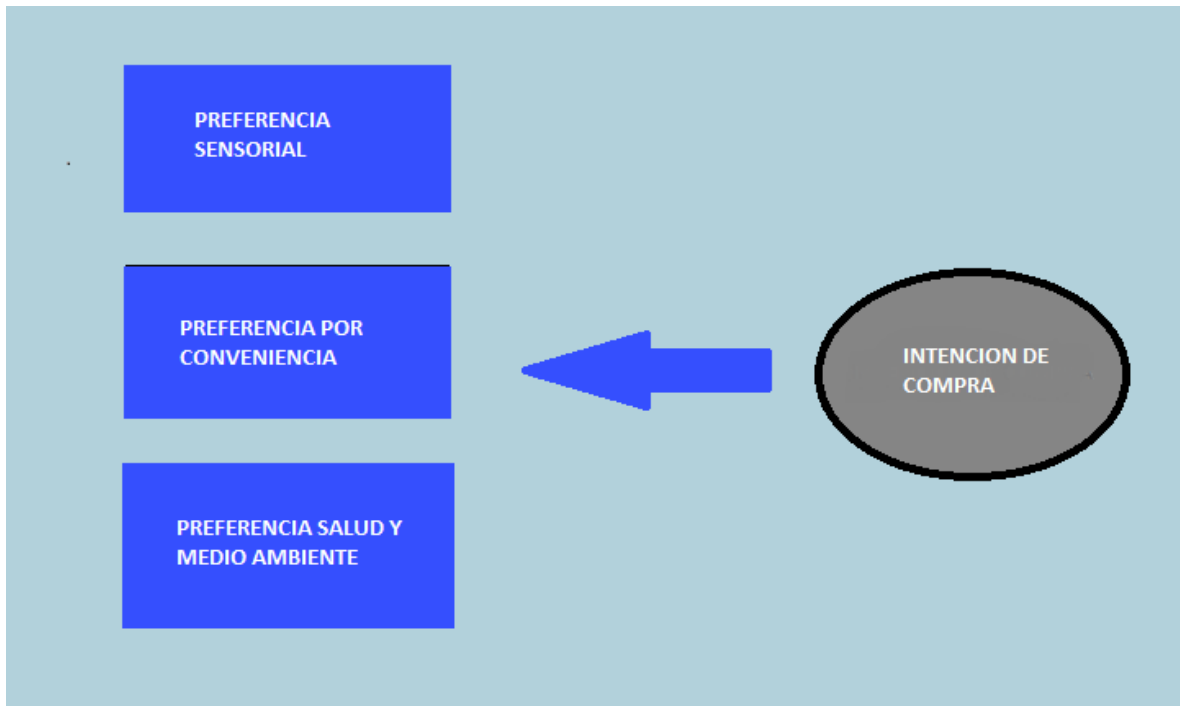 PREFERENCIA
SENSORIAL
PREFERENCIA POR
CONVENIENCIA
INTENCION DE
COMPRA
PREFERENCIA SALUD Y
MEDIO AMBIENTE